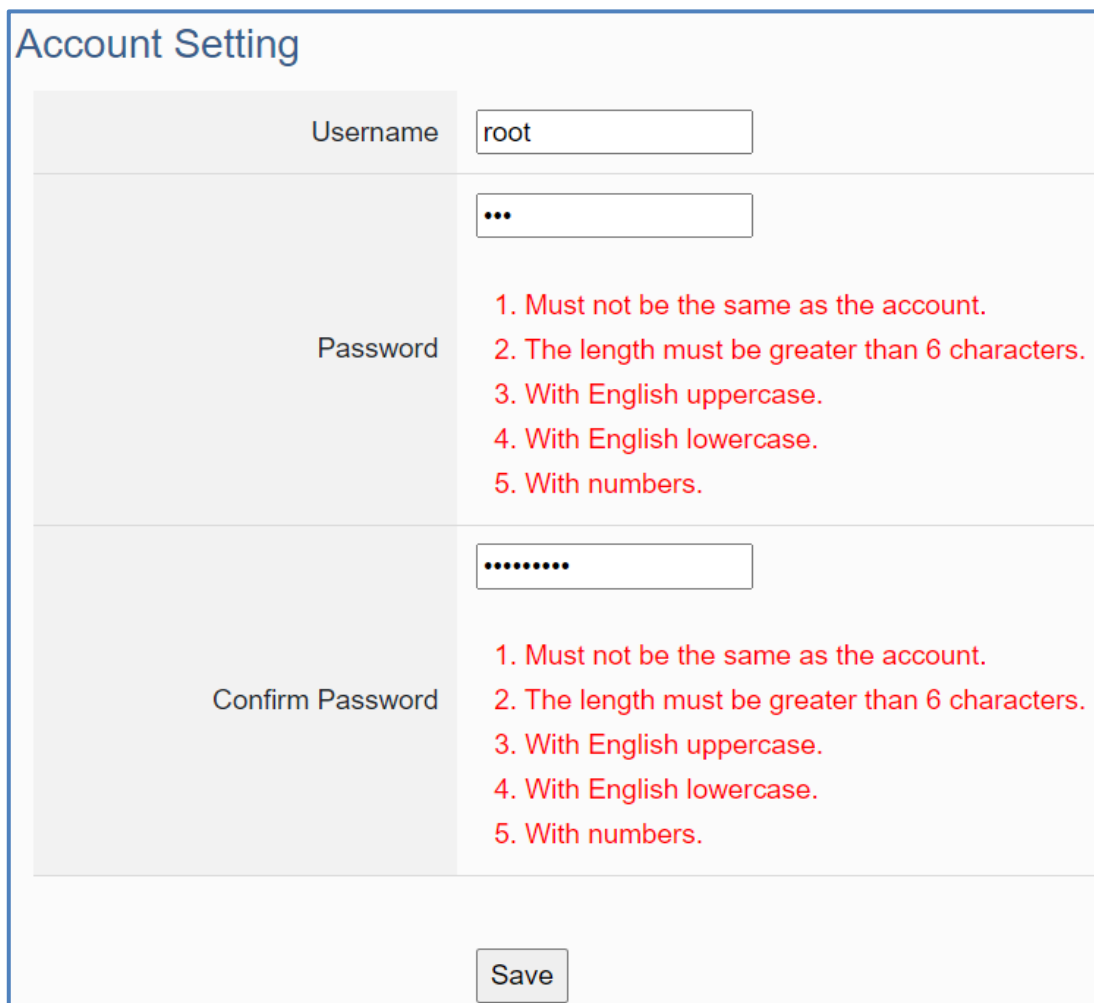 Account Setting
Username root
•••
1. Must not be the same as the account.
Password
2. The length must be greater than 6 characters.
3. With English uppercase.
4. With English lowercase.
5. With numbers.
•••••••••
1. Must not be the same as the account.
Confirm Password
2. The length must be greater than 6 characters.
3. With English uppercase.
4. With English lowercase.
5. With numbers.
Save